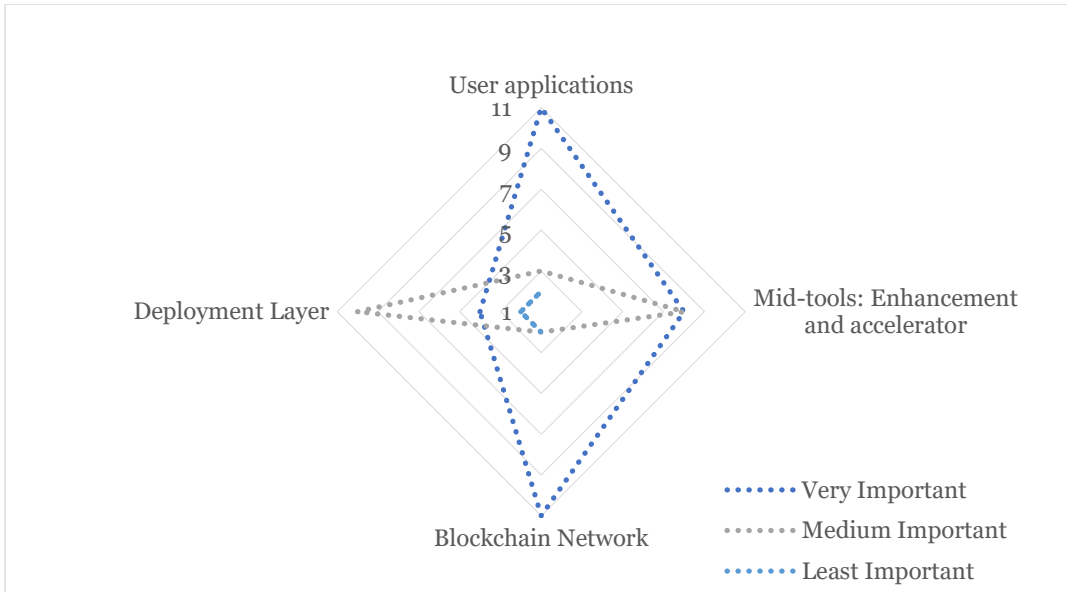 User applications
11
9
7
5
3
1
Deployment Layer
Mid-tools: Enhancement
and accelerator
Blockchain Network
Very Important
Medium Important
Least Important